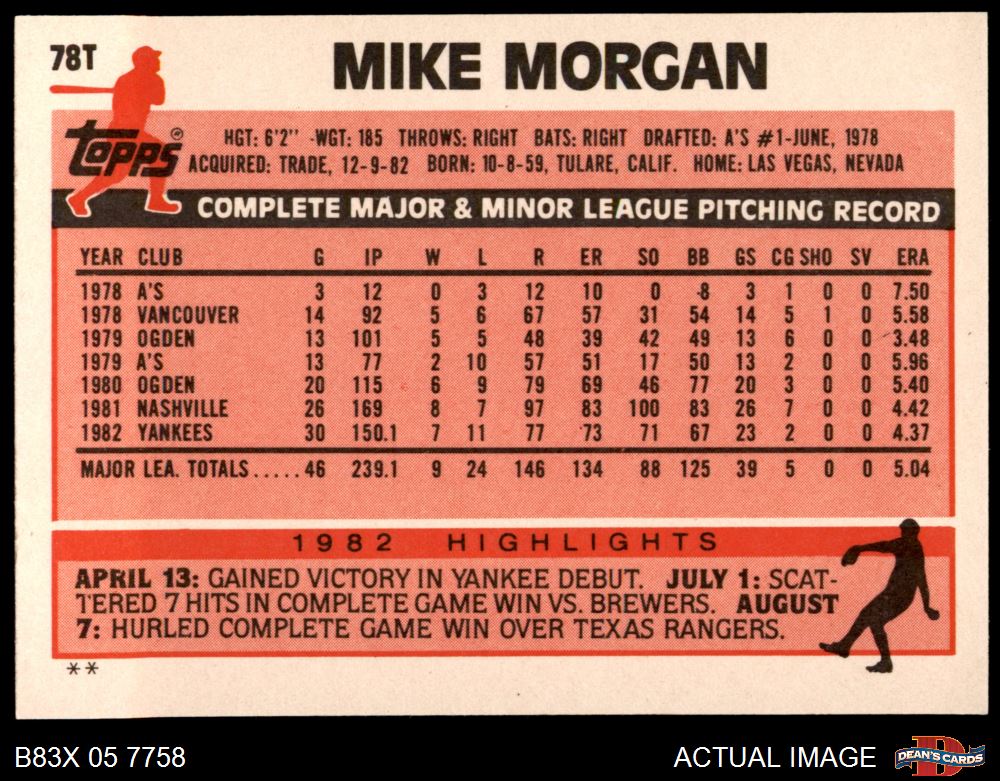 78T
MIKE MORGAN
Topps®
HGT: 6'2'' -WGT: 185 THROWS: RIGHT BATS: RIGHT DRAFTED: A'S #1-JUNE, 1978
ACQUIRED: TRADE, 12-9-82 BORN: 10-8-59, TULARE, CALIF. HOME: LAS VEGAS, NEVADA
COMPLETE MAJOR & MINOR LEAGUE PITCHING RECORD
YEAR CLUB G IP W L R ER SO BB GS CG SHO SV ERA
1978 A'S 3 12 0 3 12 10 0 8 3 1 0 0 7.50
1978 VANCOUVER 14 92 5 6 67 57 31 54 14 5 1 0 5.58
1979 OGDEN 13 101 5 5 48 39 42 49 13 6 0 0 3.48
1979 A'S 13 77 2 10 57 51 17 50 13 2 0 0 5.96
1980 OGDEN 20 115 6 9 79 69 46 77 20 3 0 0 5.40
1981 NASHVILLE 26 169 8 7 97 83 100 83 26 7 0 0 4.42
1982 YANKEES 30 150.1 7 11 77 73 71 67 23 2 0 0 4.37
MAJOR LEA. TOTALS.....46 239.1 9 24 146 134 88 125 39 5 0 0 5.04
1982 HIGHLIGHTS
APRIL 13: GAINED VICTORY IN YANKEE DEBUT. JULY 1: SCAT-
TERED 7 HITS IN COMPLETE GAME WIN VS. BREWERS. AUGUST
7: HURLED COMPLETE GAME WIN OVER TEXAS RANGERS.
**
B83X 05 7758
ACTUAL IMAGE
D
DEAN'S CARDS